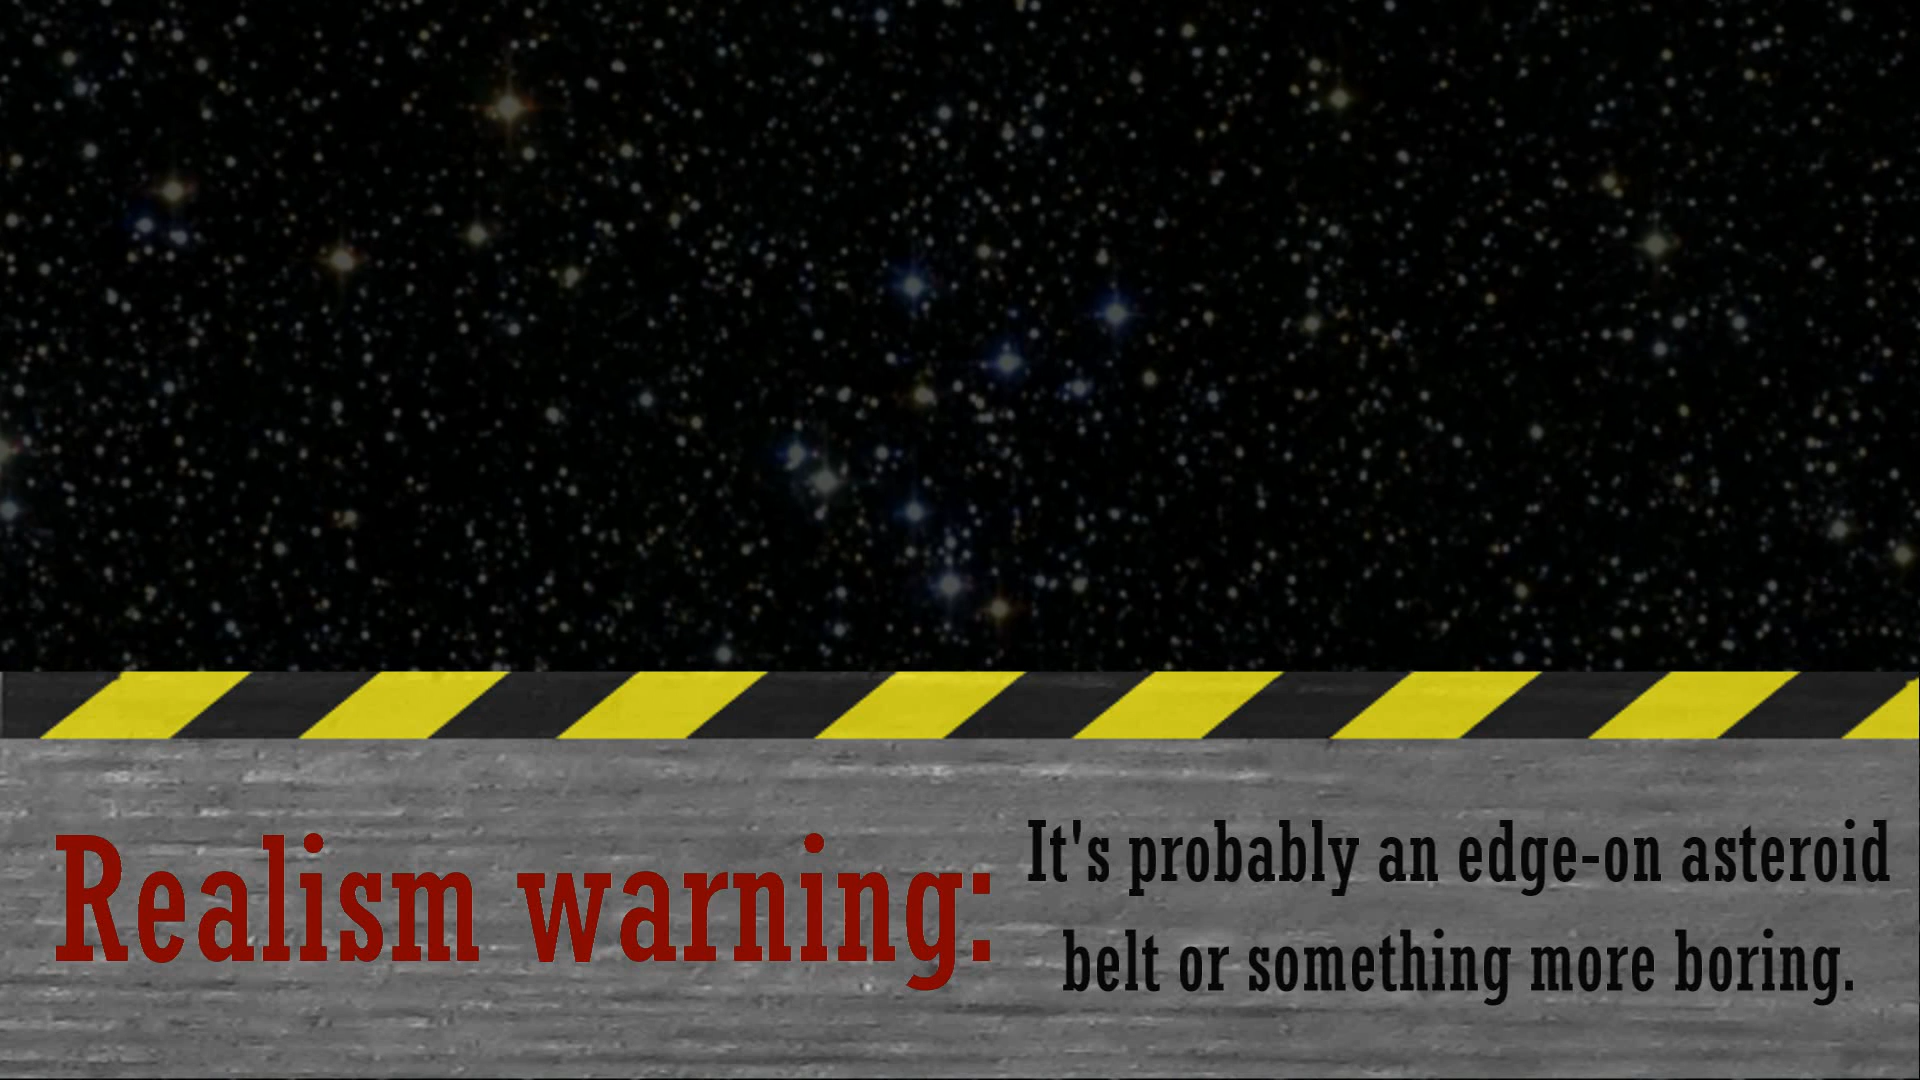 Realism warning:
It's probably an edge-on asteroid
belt or something more boring.